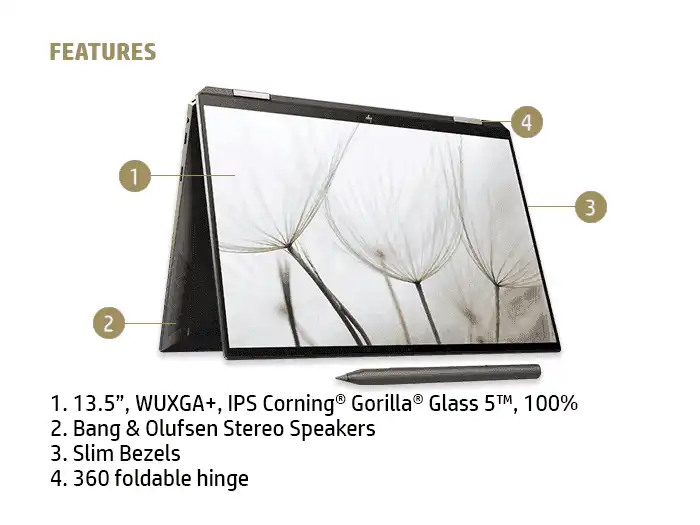 FEATURES
hp
4
1
3
2
1. 13.5”, WUXGA+, IPS Corning® Gorilla® Glass 5™, 100%
2. Bang & Olufsen Stereo Speakers
3. Slim Bezels
4. 360 foldable hinge